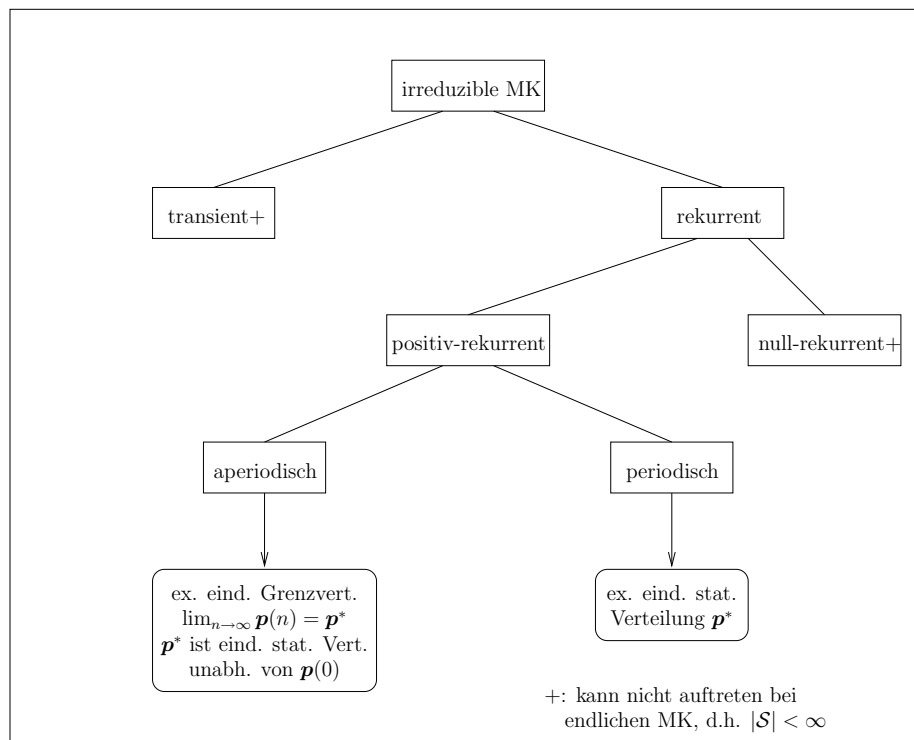 irreduzible MK
transient+
rekurrent
positiv-rekurrent
null-rekurrent+
aperiodisch
periodisch
ex. eind. Grenzvert.
lim_{n→∞} p(n) = p*
p* ist eind. stat. Vert.
unabh. von p(0)
ex. eind. stat.
Verteilung p*
+: kann nicht auftreten bei
endlichen MK, d.h. |S| < ∞